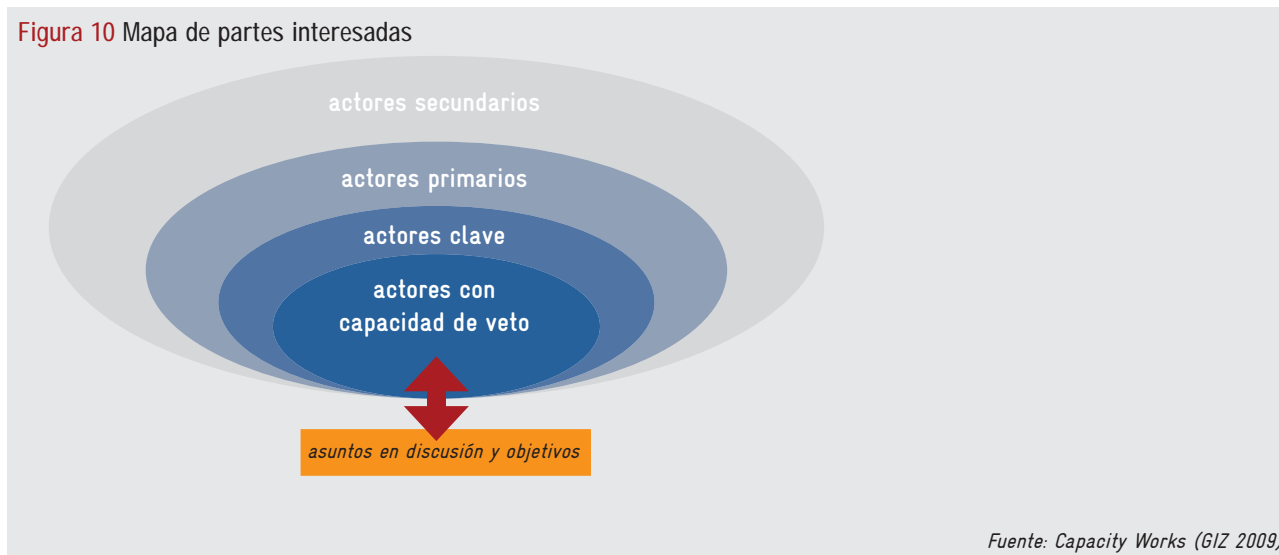 Figura 10 Mapa de partes interesadas
actores secundarios
actores primarios
actores clave
actores con
capacidad de veto
asuntos en discusión y objetivos
Fuente: Capacity Works (GIZ 2009)